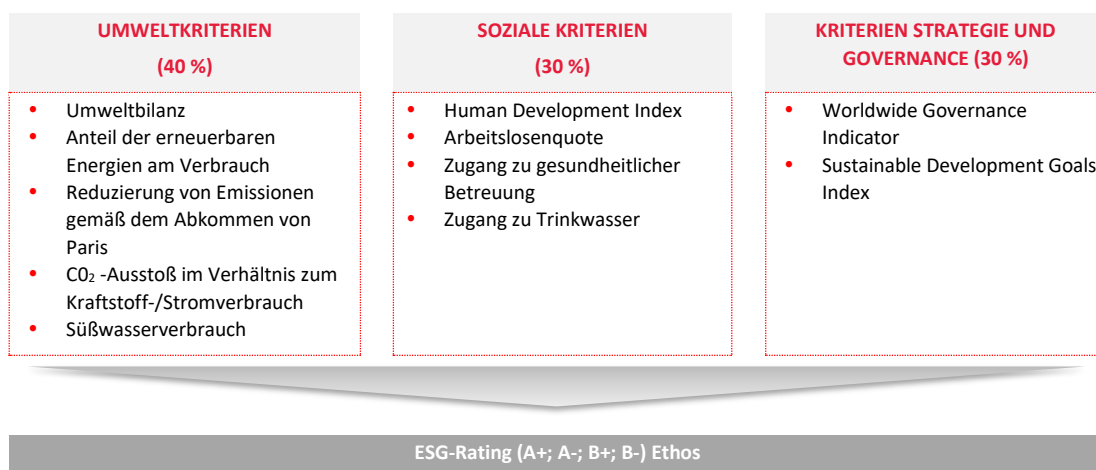 UMWELTKRITERIEN
(40 %)
• Umweltbilanz
• Anteil der erneuerbaren
Energien am Verbrauch
• Reduzierung von Emissionen
gemäß dem Abkommen von
Paris
• C0₂ -Ausstoß im Verhältnis zum
Kraftstoff-/Stromverbrauch
• Süßwasserverbrauch
SOZIALE KRITERIEN
(30 %)
• Human Development Index
• Arbeitslosenquote
• Zugang zu gesundheitlicher
Betreuung
• Zugang zu Trinkwasser
KRITERIEN STRATEGIE UND
GOVERNANCE (30 %)
• Worldwide Governance
Indicator
• Sustainable Development Goals
Index
ESG-Rating (A+; A-; B+; B-) Ethos